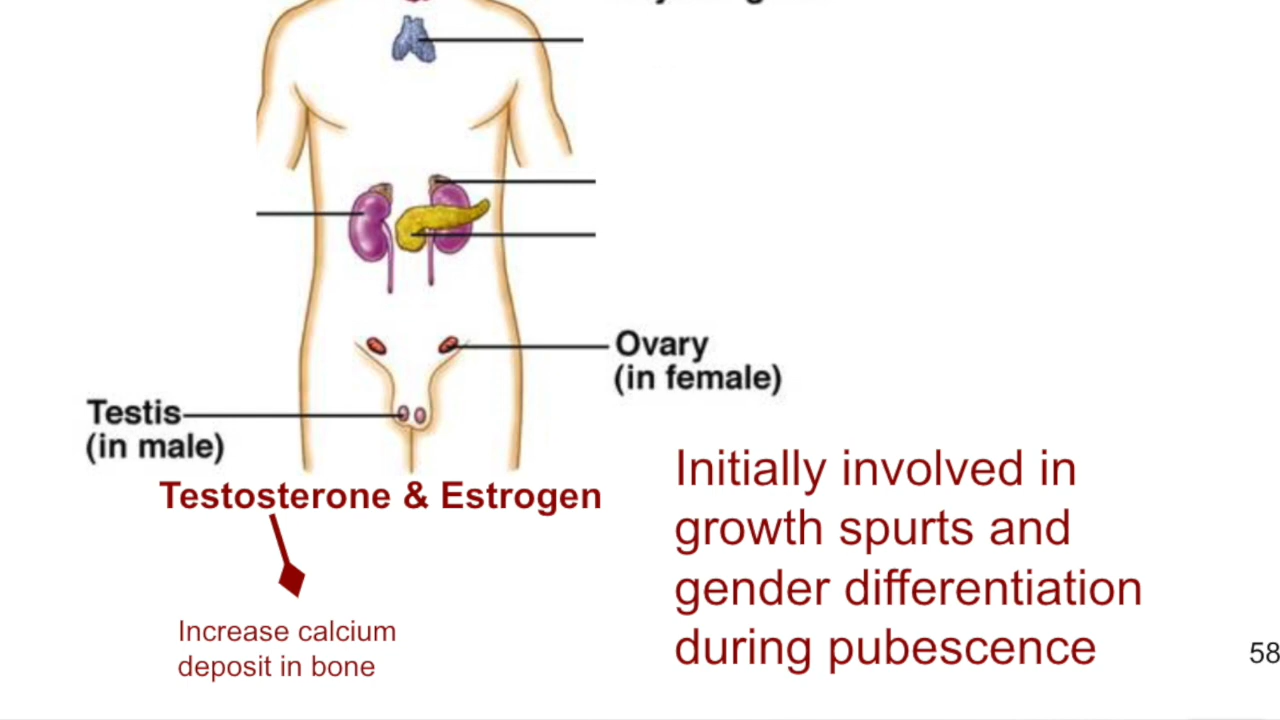 Ovary
(in female)
Testis
(in male)
Testosterone & Estrogen
Initially involved in
growth spurts and
gender differentiation
during pubescence
Increase calcium
deposit in bone
58